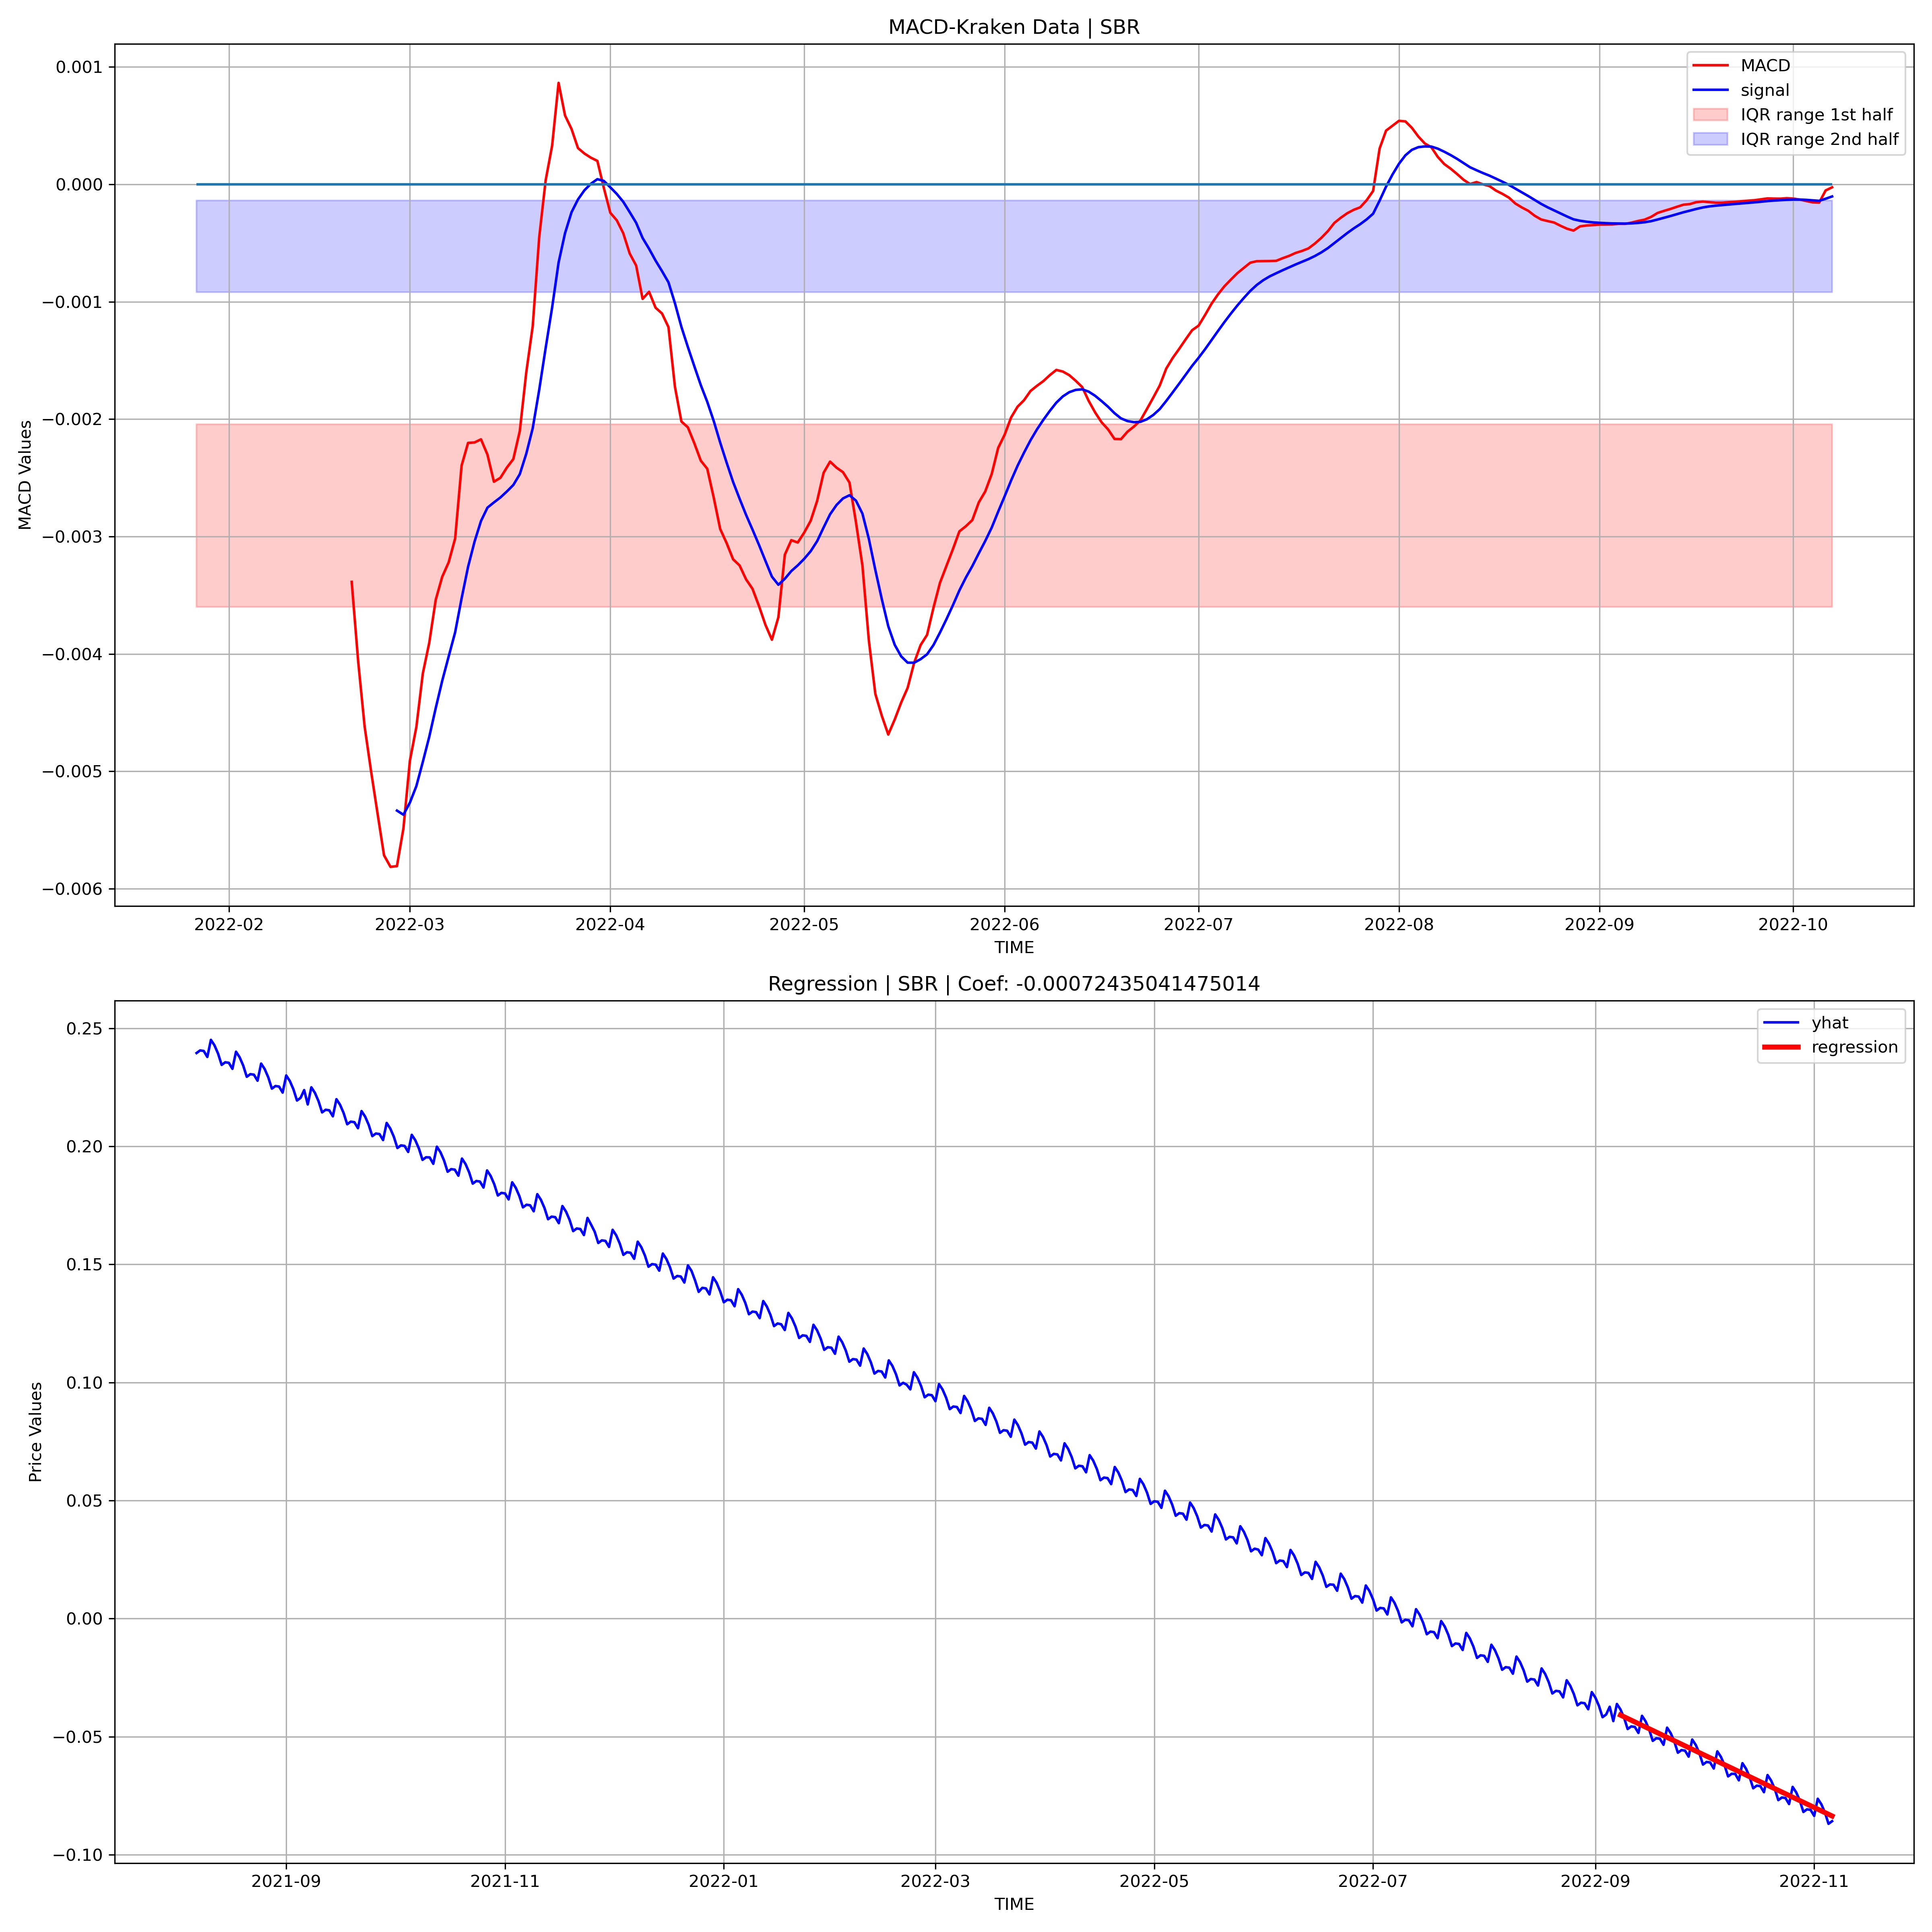 MACD-Kraken Data | SBR
MACD
signal
IQR range 1st half
IQR range 2nd half
0.001
0.000
−0.001
−0.002
−0.003
−0.004
−0.005
−0.006
MACD Values
2022-02 2022-03 2022-04 2022-05 2022-06 2022-07 2022-08 2022-09 2022-10
TIME
Regression | SBR | Coef: -0.00072435041475014
yhat
regression
0.25
0.20
0.15
0.10
0.05
0.00
−0.05
−0.10
Price Values
2021-09 2021-11 2022-01 2022-03 2022-05 2022-07 2022-09 2022-11
TIME